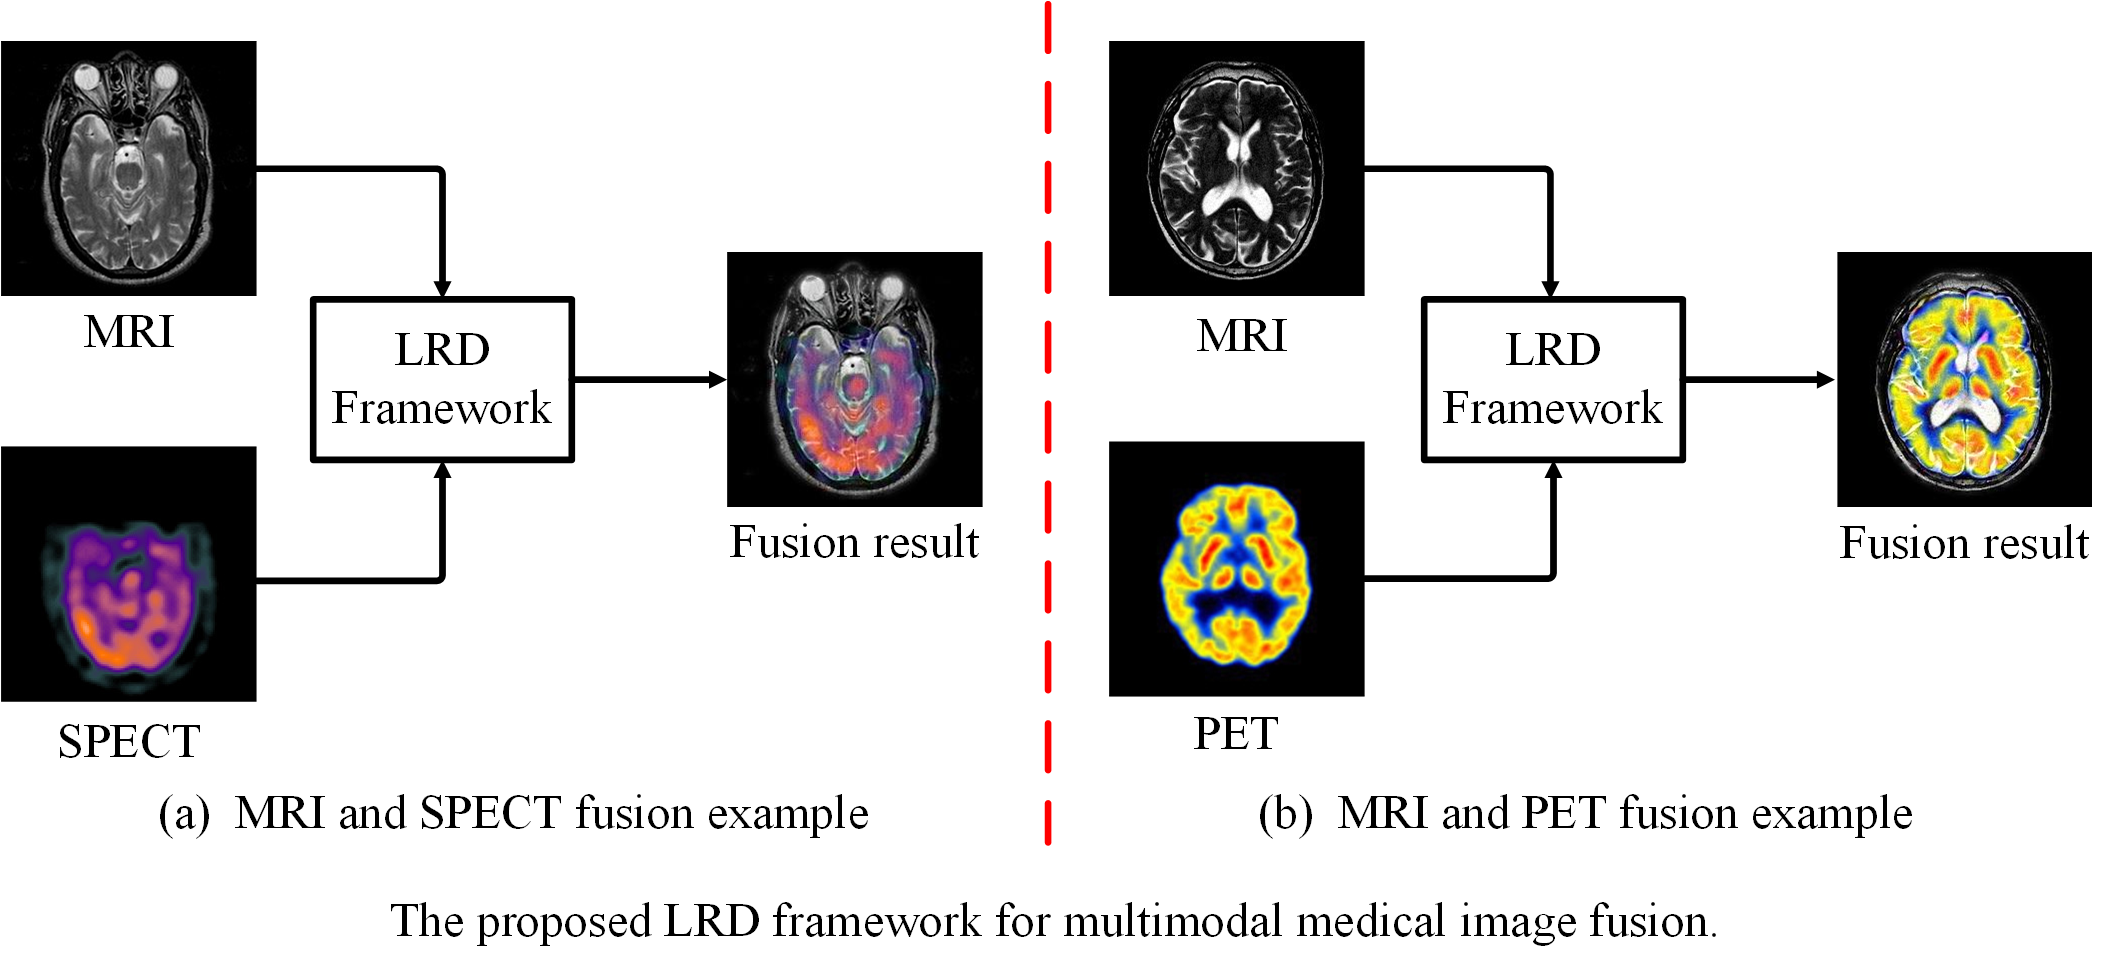 MRI
LRD
Framework
SPECT
Fusion result
(a) MRI and SPECT fusion example
MRI
LRD
Framework
PET
Fusion result
(b) MRI and PET fusion example
The proposed LRD framework for multimodal medical image fusion.